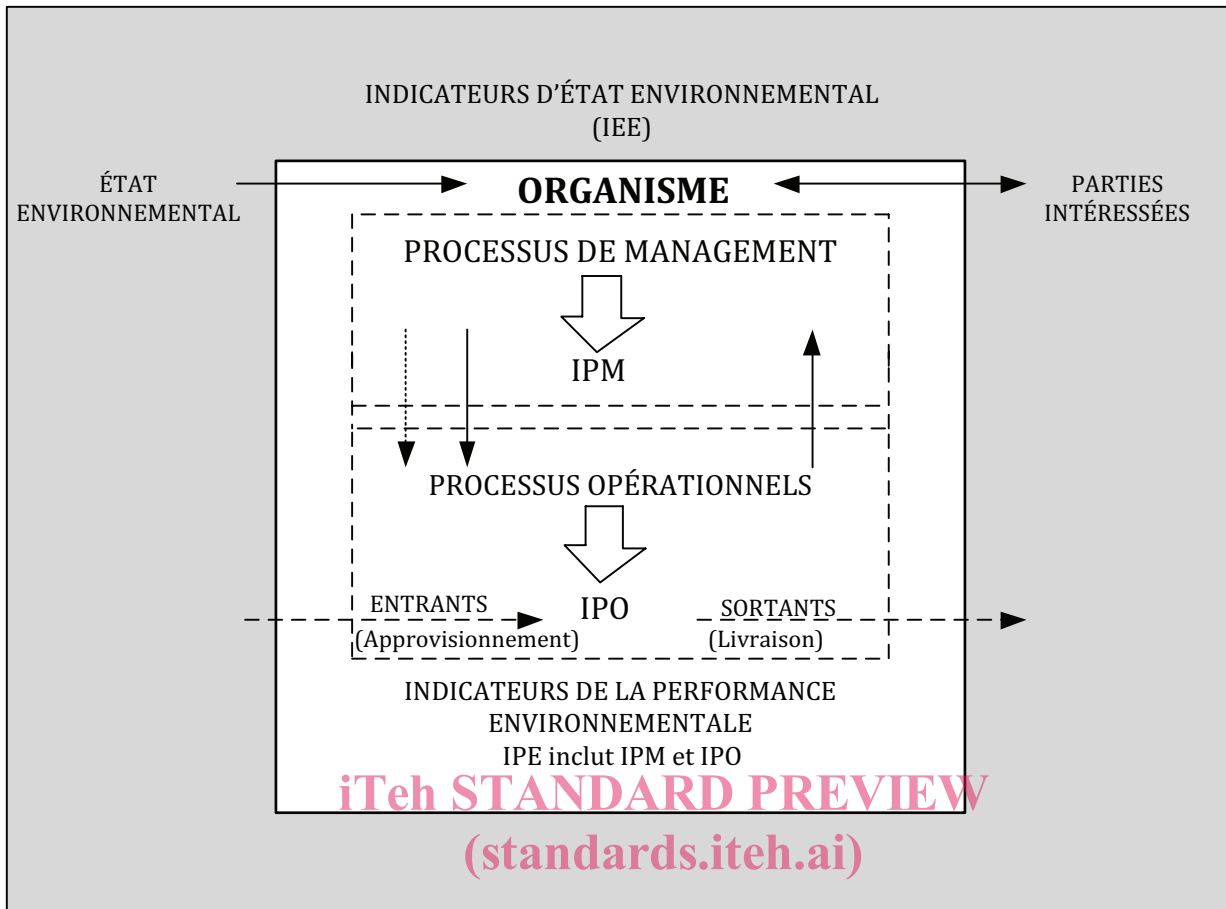 INDICATEURS D’ÉTAT ENVIRONNEMENTAL
(IEE)
ÉTAT
ENVIRONNEMENTAL
ORGANISME
PARTIES
INTÉRESSÉES
PROCESSUS DE MANAGEMENT
IPM
PROCESSUS OPÉRATIONNELS
ENTRANTS
(Approvisionnement)
IPO
SORTANTS
(Livraison)
INDICATEURS DE LA PERFORMANCE
ENVIRONNEMENTALE
IPE inclut IPM et IPO
iTeh STANDARD PREVIEW
(standards.iteh.ai)